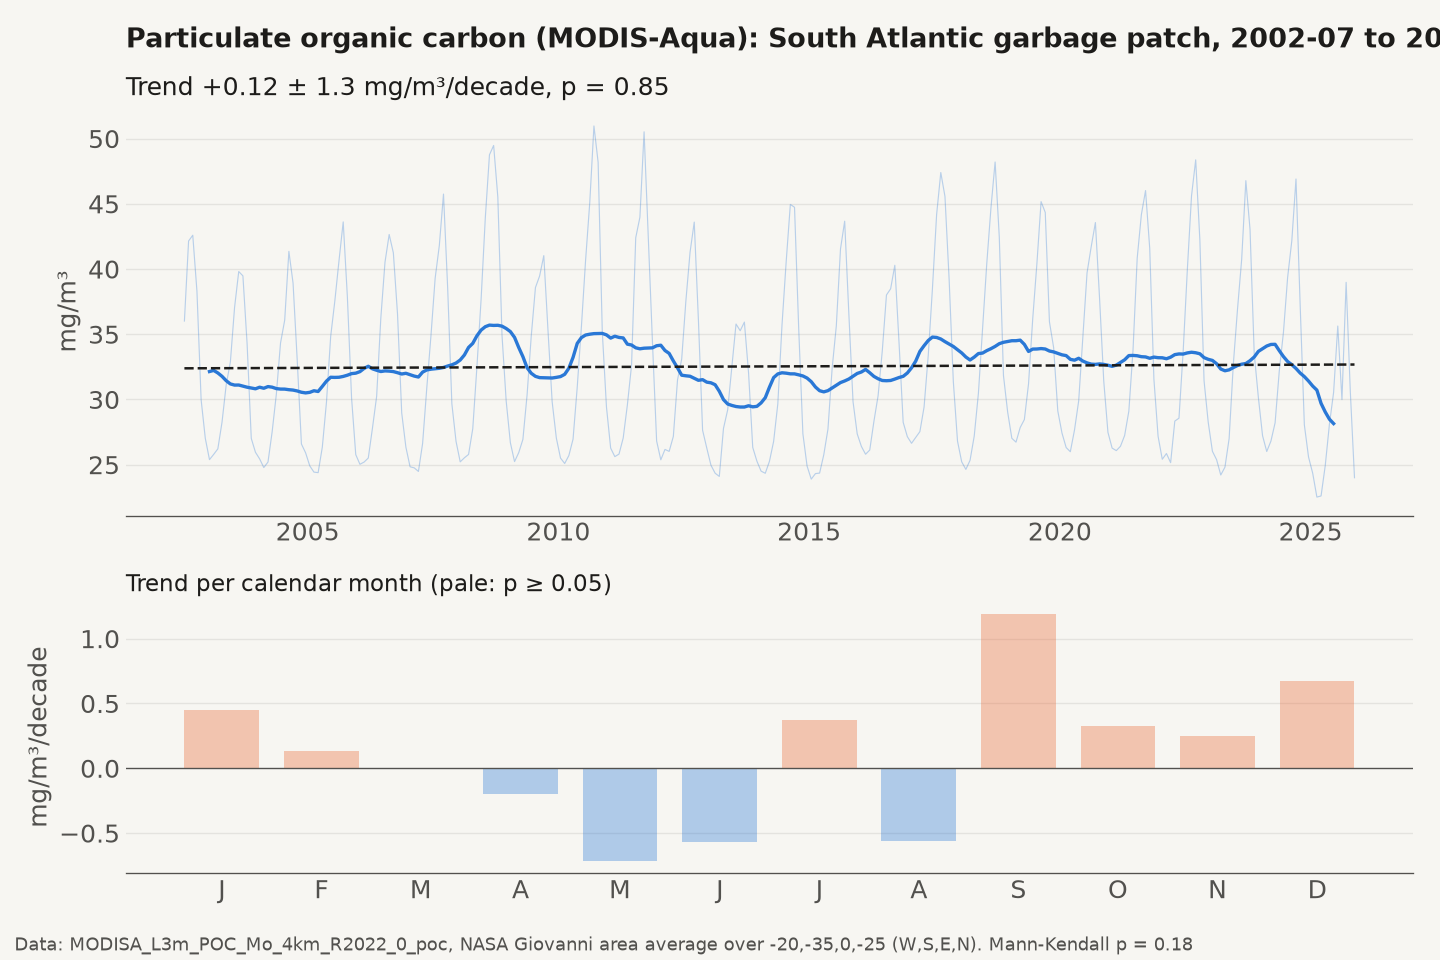 Particulate organic carbon (MODIS-Aqua): South Atlantic garbage patch, 2002-07 to 20
Trend +0.12 ± 1.3 mg/m³/decade, p = 0.85
mg/m³
50
45
40
35
30
25
2005 2010 2015 2020 2025
Trend per calendar month (pale: p ≥ 0.05)
mg/m³/decade
1.0
0.5
0.0
−0.5
J F M A M J J A S O N D
Data: MODISA_L3m_POC_Mo_4km_R2022_0_poc, NASA Giovanni area average over -20,-35,0,-25 (W,S,E,N). Mann-Kendall p = 0.18